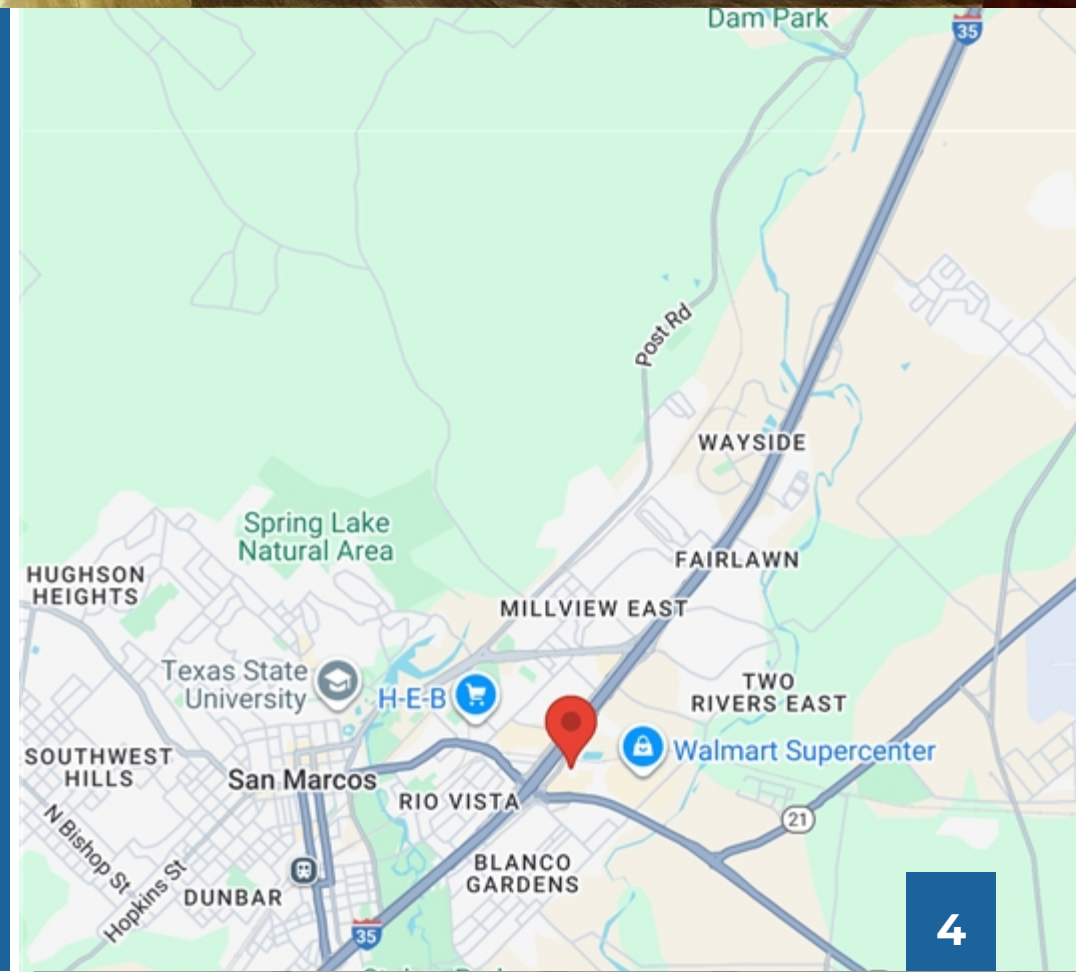 Dam Park
35
Post Rd
WAYSIDE
Spring Lake
Natural Area
FAIRLAWN
HUGHSON
HEIGHTS
MILLVIEW EAST
Texas State
University
H-E-B
TWO
RIVERS EAST
SOUTHWEST
HILLS
San Marcos
Walmart Supercenter
RIO VISTA
21
N Bishop St
BLANCO
GARDENS
Hopkins St
DUNBAR
35
4